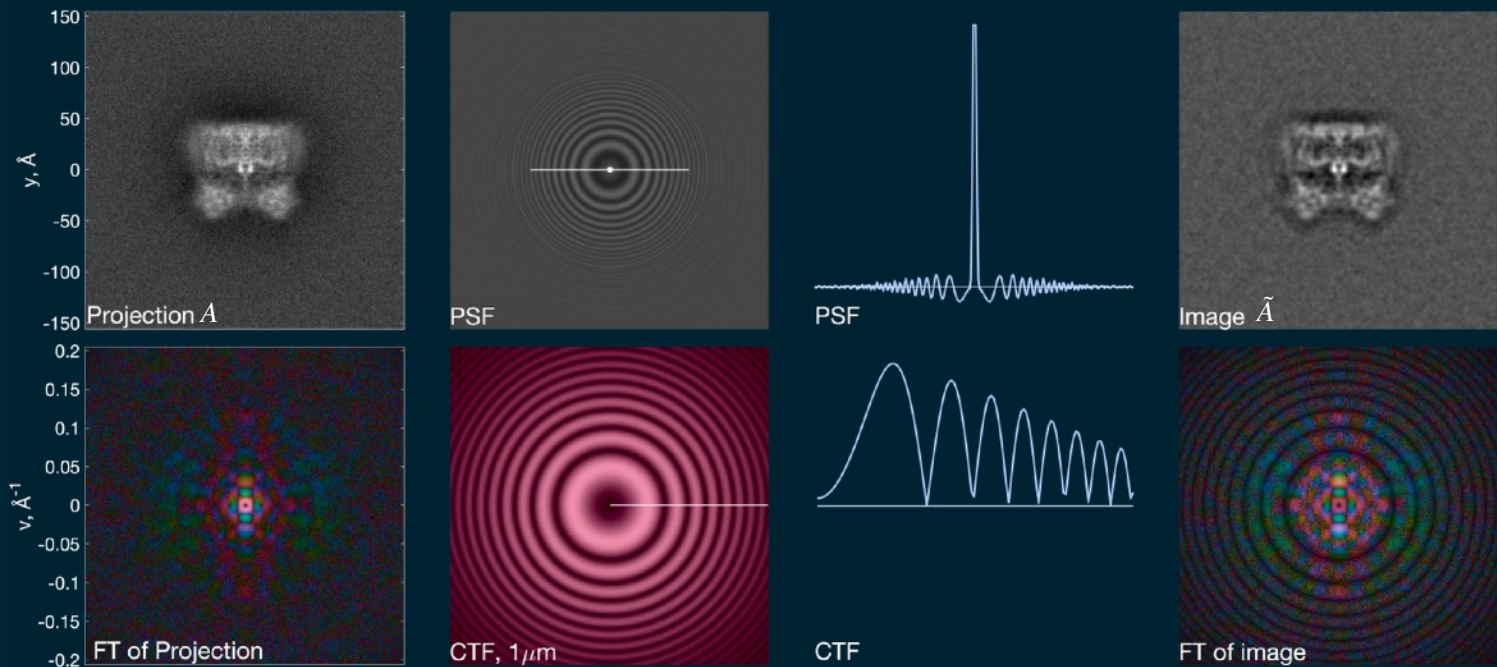 150
100
50
0
-50
-100
-150
y, Å
Projection A
PSF
PSF
Image Ã
0.2
0.15
0.1
0.05
0
-0.05
-0.1
-0.15
-0.2
v, Å⁻¹
FT of Projection
CTF, 1μm
CTF
FT of image